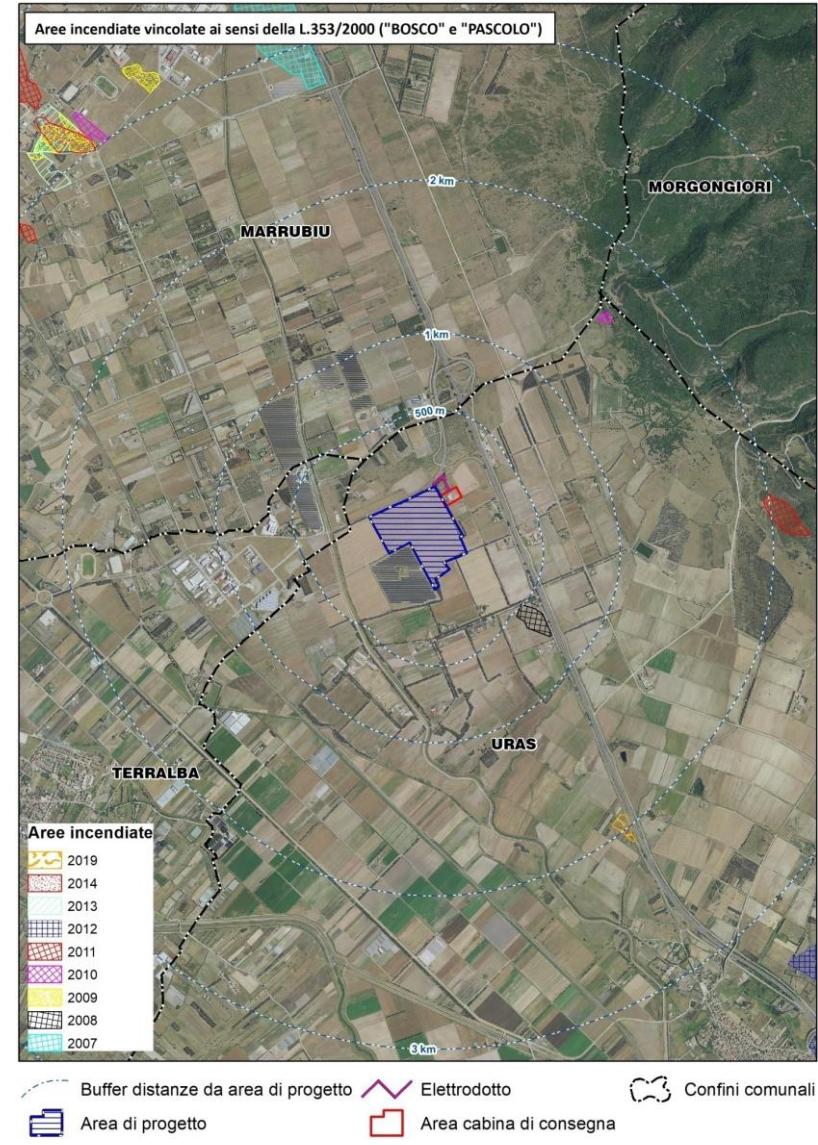 Aree incendiate vincolate ai sensi della L.353/2000 ("BOSCO" e "PASCOLO")
2 km
MORGONGIORI
MARRUBIU
1 km
500 m
URAS
TERRALBA
Aree incendiate
2019
2014
2013
2012
2011
2010
2009
2008
2007
3 km
Buffer distanze da area di progetto
Elettrodotto
Confini comunali
Area di progetto
Area cabina di consegna